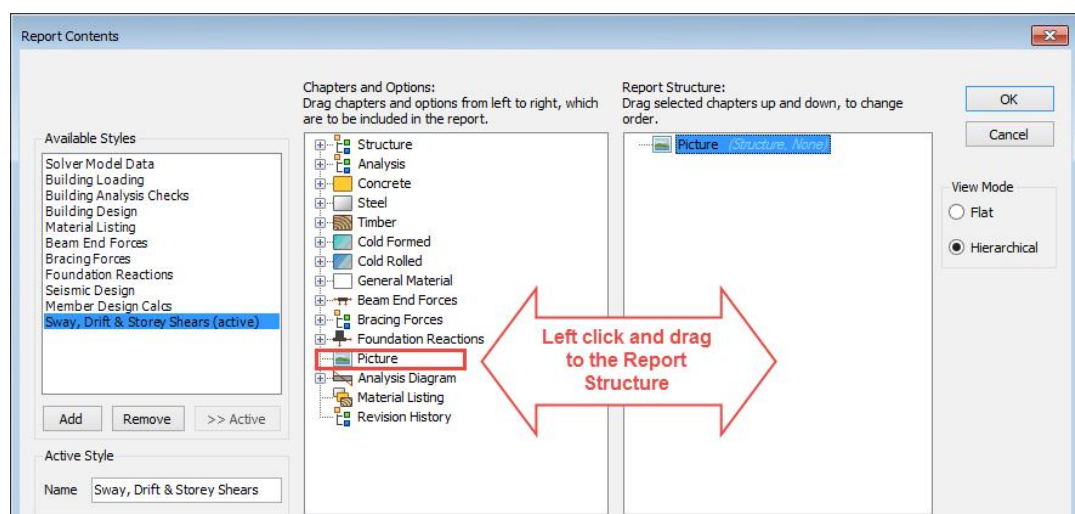 Report Contents
Chapters and Options:
Drag chapters and options from left to right, which
are to be included in the report.
Report Structure:
Drag selected chapters up and down, to change
order.
OK
Cancel
Available Styles
Solver Model Data
Building Loading
Building Analysis Checks
Building Design
Material Listing
Beam End Forces
Bracing Forces
Foundation Reactions
Seismic Design
Member Design Calcs
Sway, Drift & Storey Shears (active)
Add
Remove
>> Active
Active Style
Name
Sway, Drift & Storey Shears
Structure
Analysis
Concrete
Steel
Timber
Cold Formed
Cold Rolled
General Material
Beam End Forces
Bracing Forces
Foundation Reactions
Picture
Analysis Diagram
Material Listing
Revision History
Left click and drag
to the Report
Structure
Picture (Structure, None)
View Mode
Flat
Hierarchical